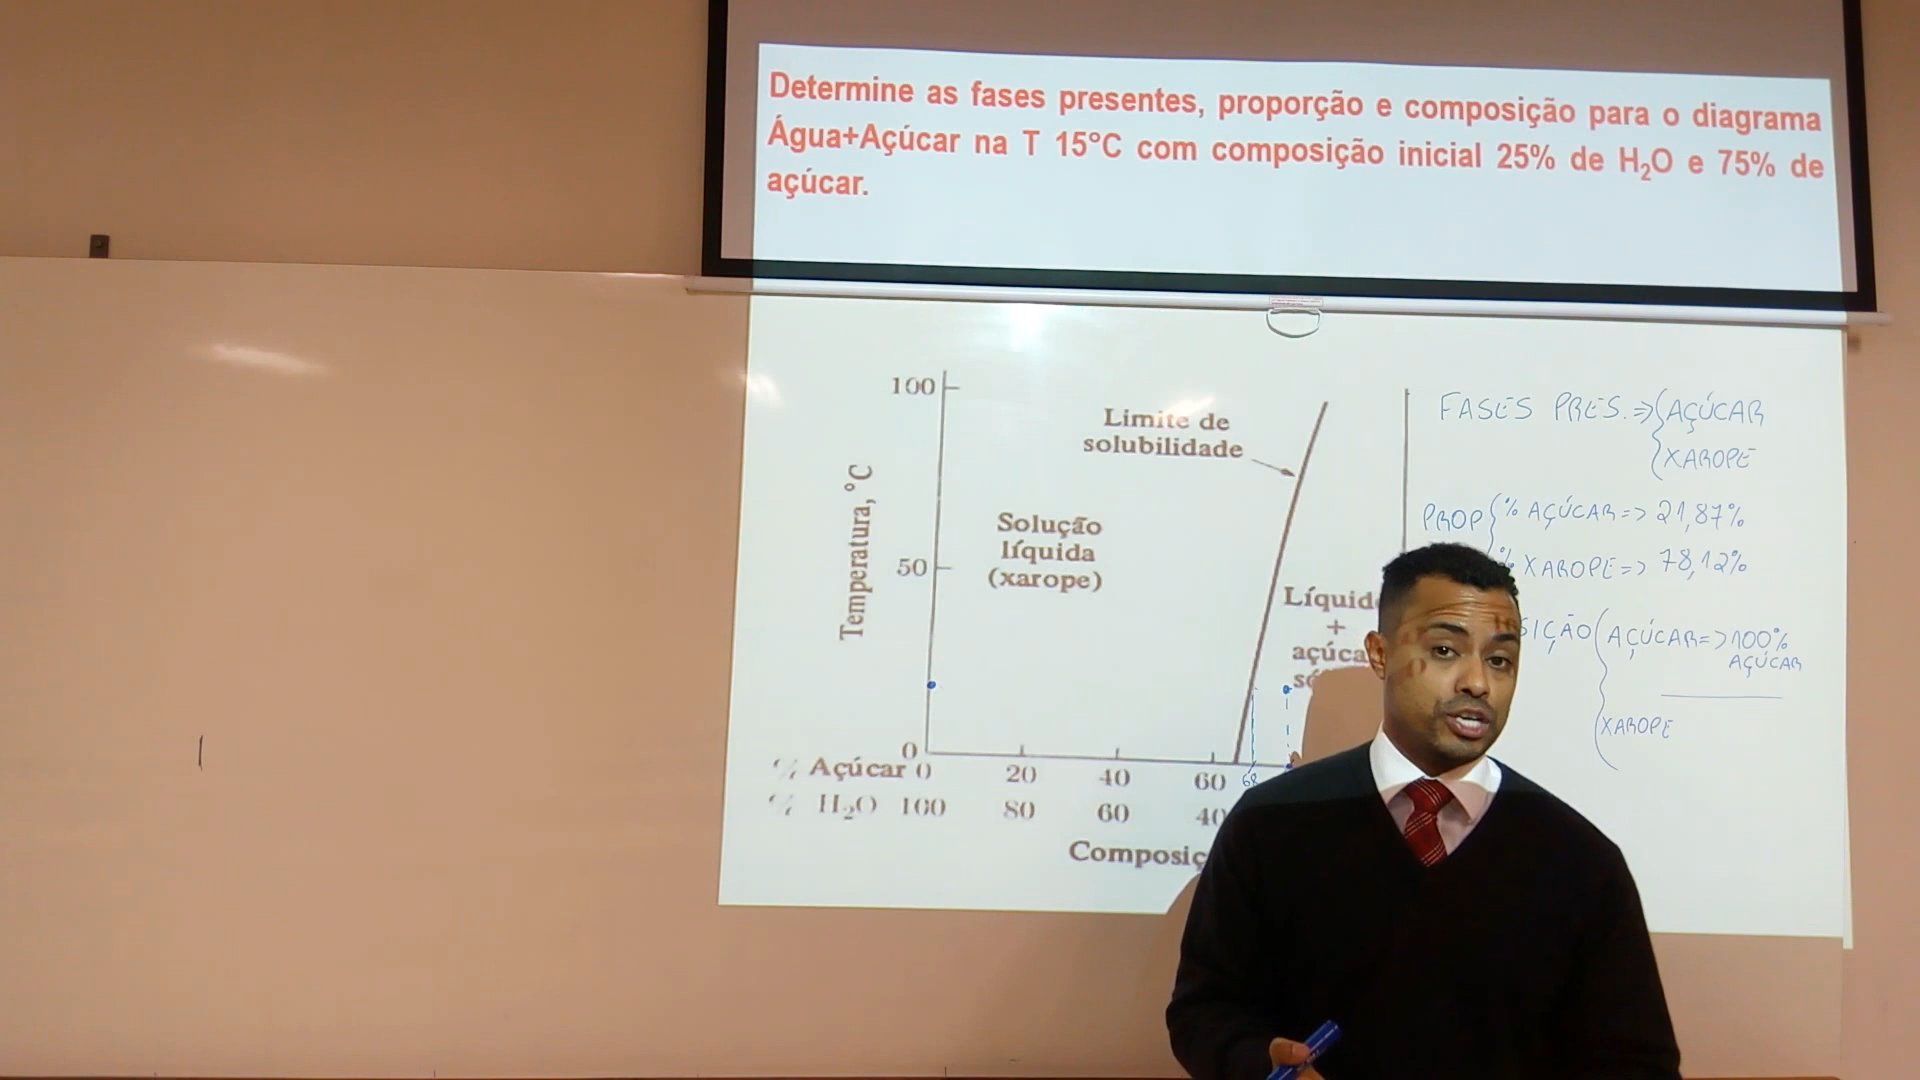 Determine as fases presentes, proporção e composição para o diagrama
Água+Açúcar na T 15°C com composição inicial 25% de H₂O e 75% de
açúcar.
100
Limite de
solubilidade
Temperatura, °C
Solução
líquida
(xarope)
50
Líquid
+
açúca
só
0
% Açúcar 0 20 40 60 68
% H₂O 100 80 60 40
Composiç
FASES PRES. => AÇÚCAR
XAROPE
PROP % AÇÚCAR => 21,87%
% XAROPE => 78,12%
SIÇÃO AÇÚCAR => 100%
AÇÚCAR
XAROPE